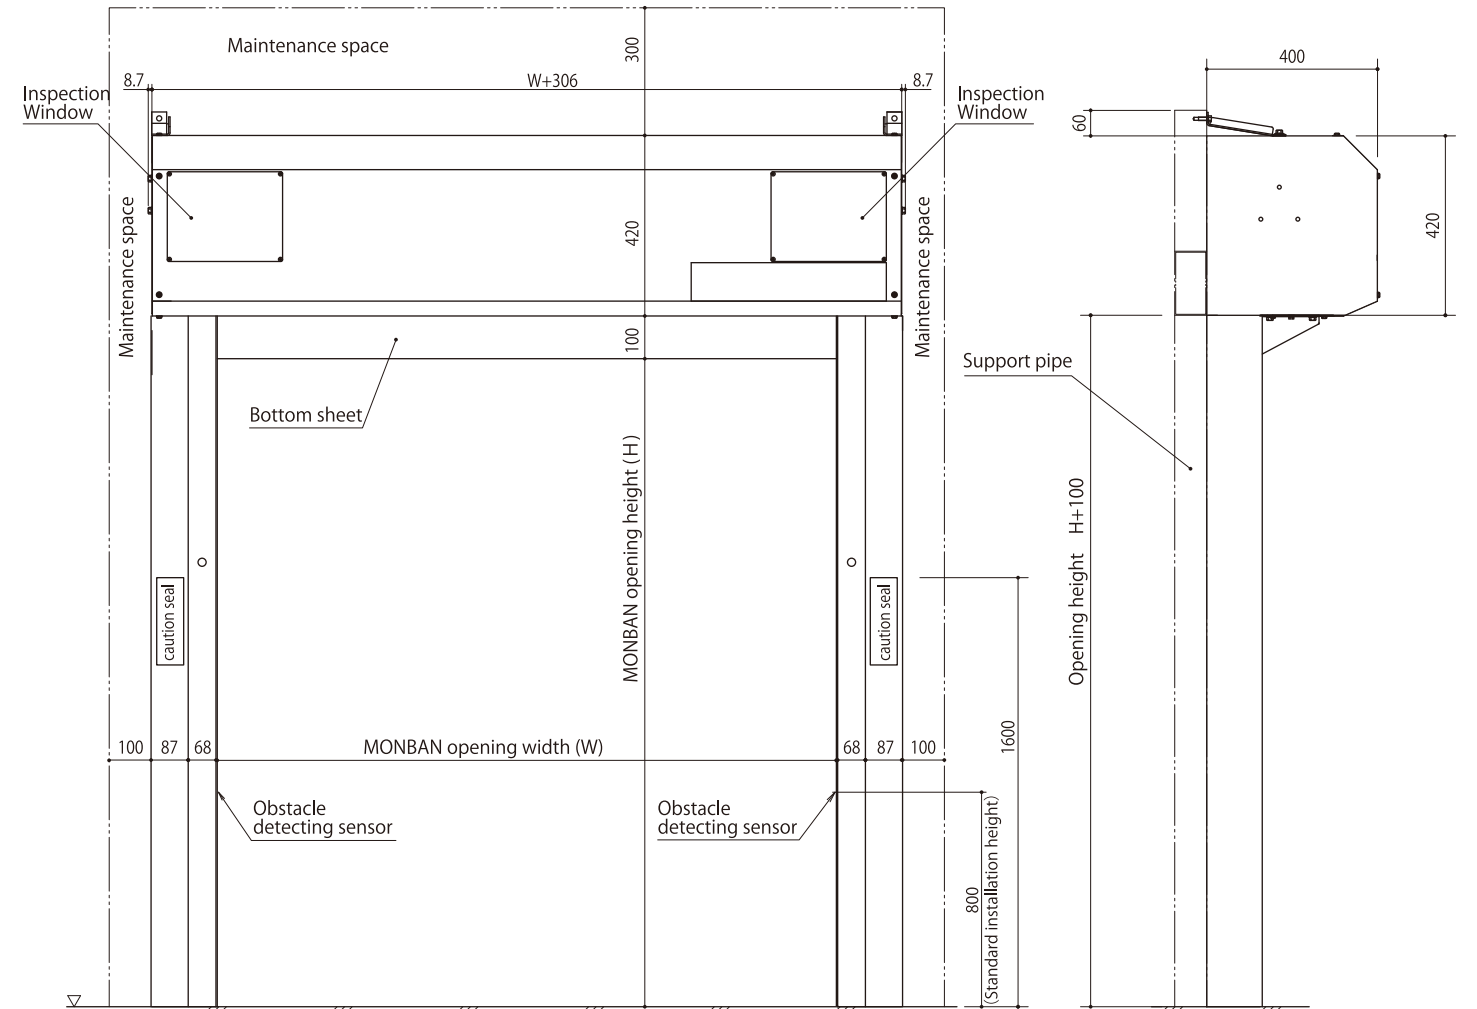 Maintenance space
300
400
8.7
W+306
8.7
Inspection
Window
Inspection
Window
60
Maintenance space
420
Maintenance space
420
100
Support pipe
Bottom sheet
MONBAN opening height (H)
Opening height H+100
caution seal
caution seal
1600
100
87
68
MONBAN opening width (W)
68
87
100
Obstacle
detecting sensor
Obstacle
detecting sensor
800
(Standard installation height)